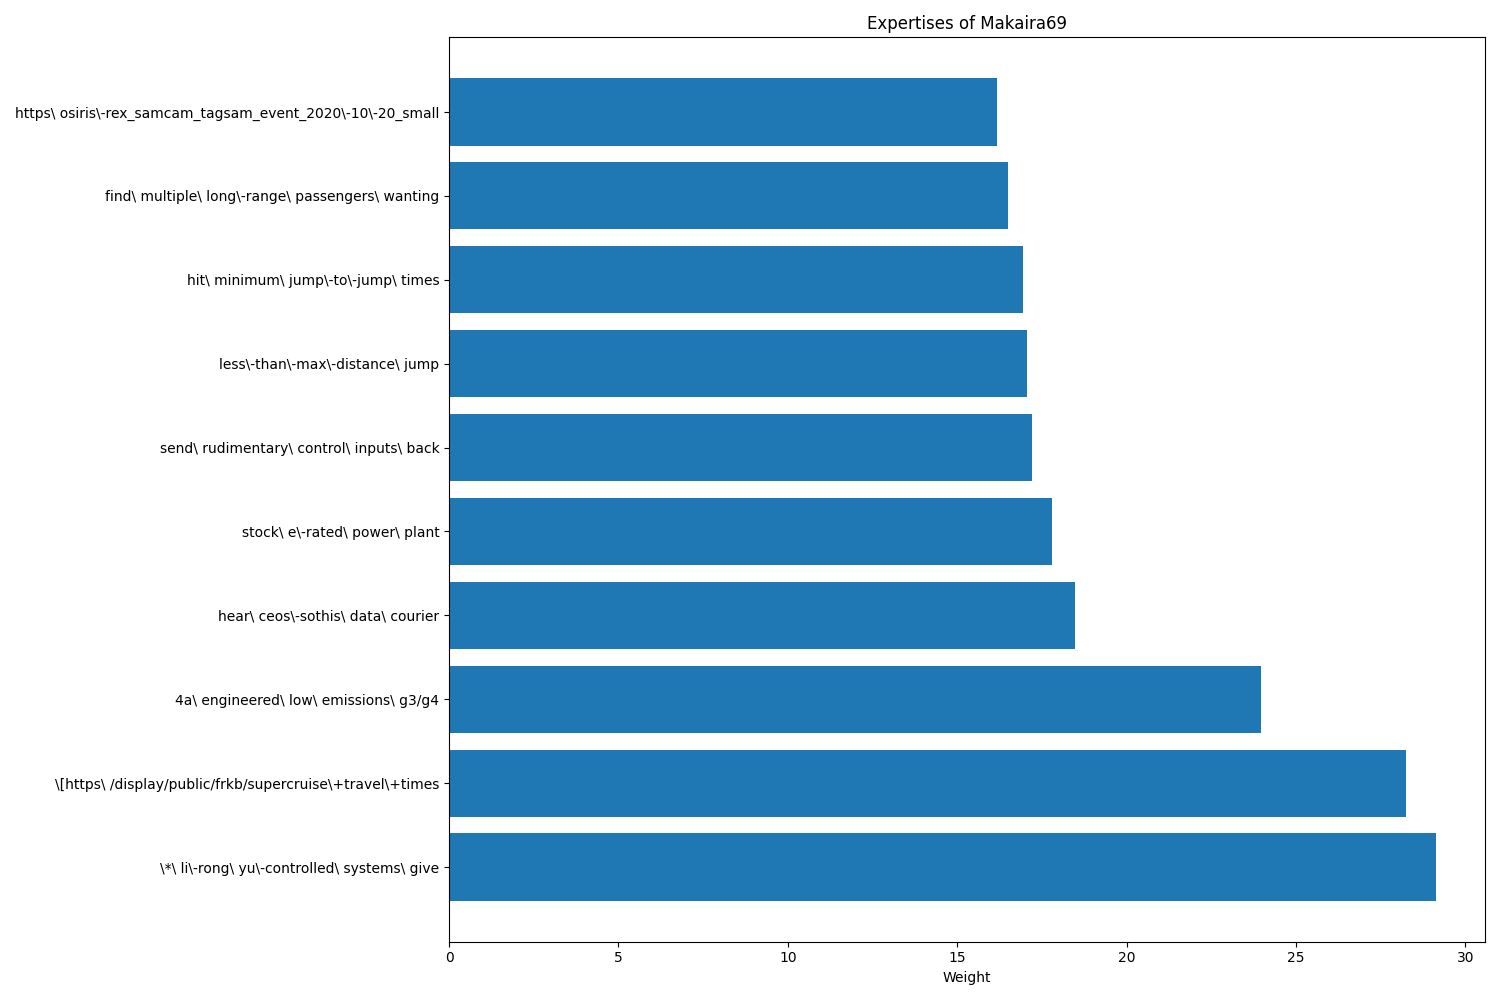 Expertises of Makaira69
https\ osiris\-rex_samcam_tagsam_event_2020\-10\-20_small
find\ multiple\ long\-range\ passengers\ wanting
hit\ minimum\ jump\-to\-jump\ times
less\-than\-max\-distance\ jump
send\ rudimentary\ control\ inputs\ back
stock\ e\-rated\ power\ plant
hear\ ceos\-sothis\ data\ courier
4a\ engineered\ low\ emissions\ g3/g4
\[https\ /display/public/frkb/supercruise\+travel\+times
\*\ li\-rong\ yu\-controlled\ systems\ give
0 5 10 15 20 25 30
Weight